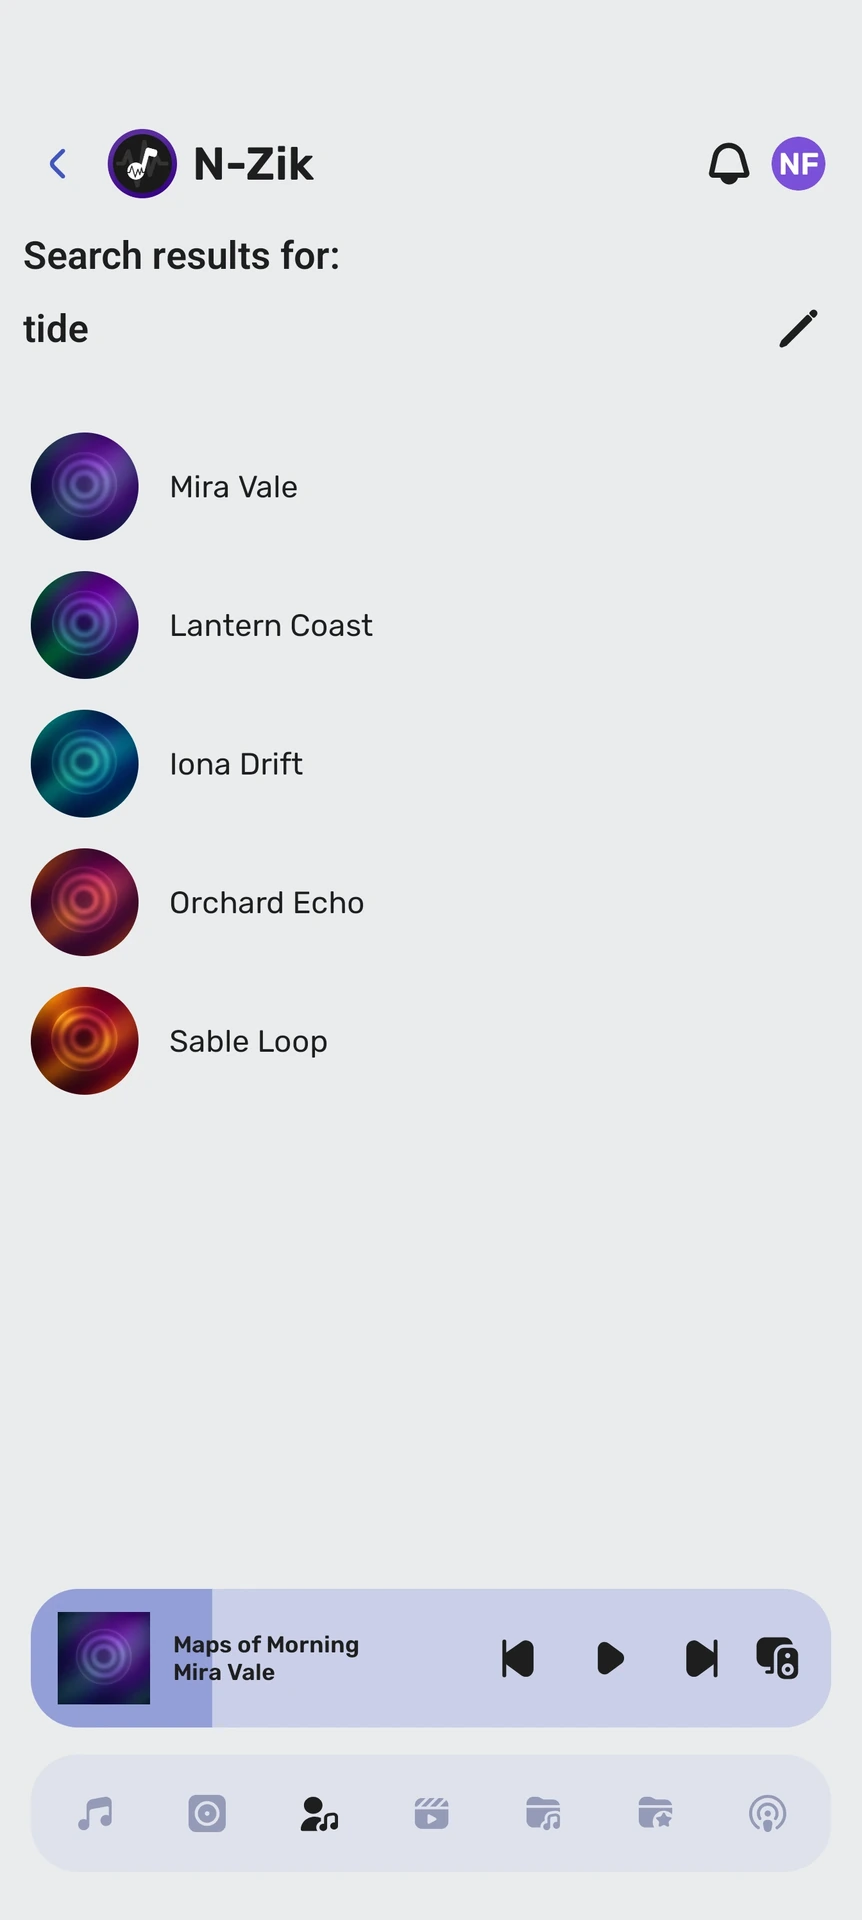 N-Zik
NF
Search results for:
tide
Mira Vale
Lantern Coast
Iona Drift
Orchard Echo
Sable Loop
Maps of Morning
Mira Vale